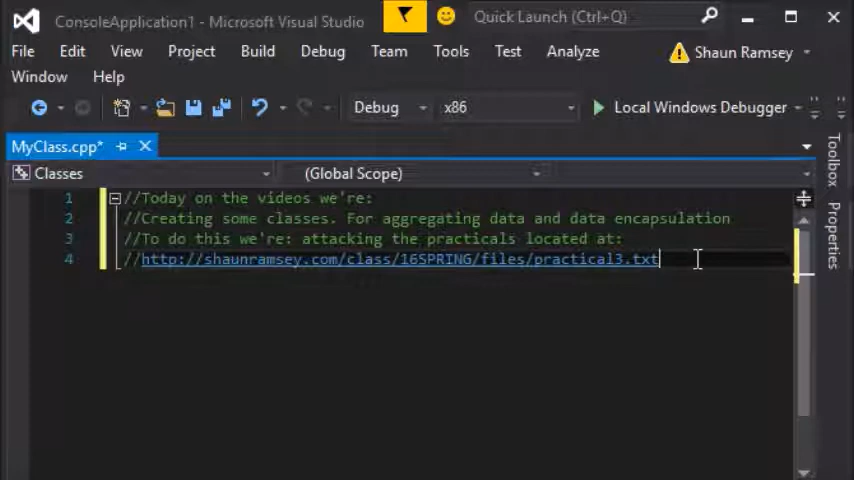 ConsoleApplication1 - Microsoft Visual Studio
Quick Launch (Ctrl+Q)
File Edit View Project Build Debug Team Tools Test Analyze
Shaun Ramsey
Window Help
Debug x86 Local Windows Debugger
MyClass.cpp*
Classes (Global Scope)
1 //Today on the videos we're:
2 //Creating some classes. For aggregating data and data encapsulation
3 //To do this we're: attacking the practicals located at:
4 //http://shaunramsey.com/class/16SPRING/files/practical3.txt
Toolbox
Properties